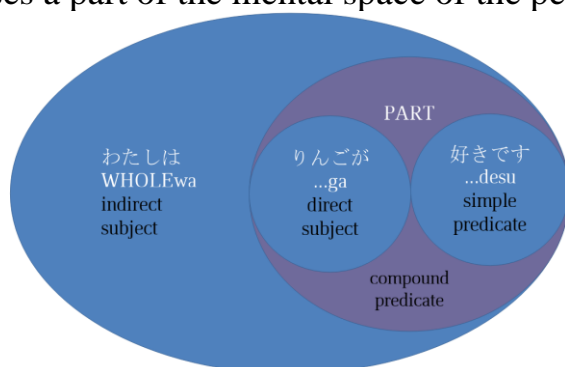 es a part of the mental space of the pe
PART
わたしは
WHOLEwa
indirect
subject
りんごが
...ga
direct
subject
好きです
...desu
simple
predicate
compound
predicate